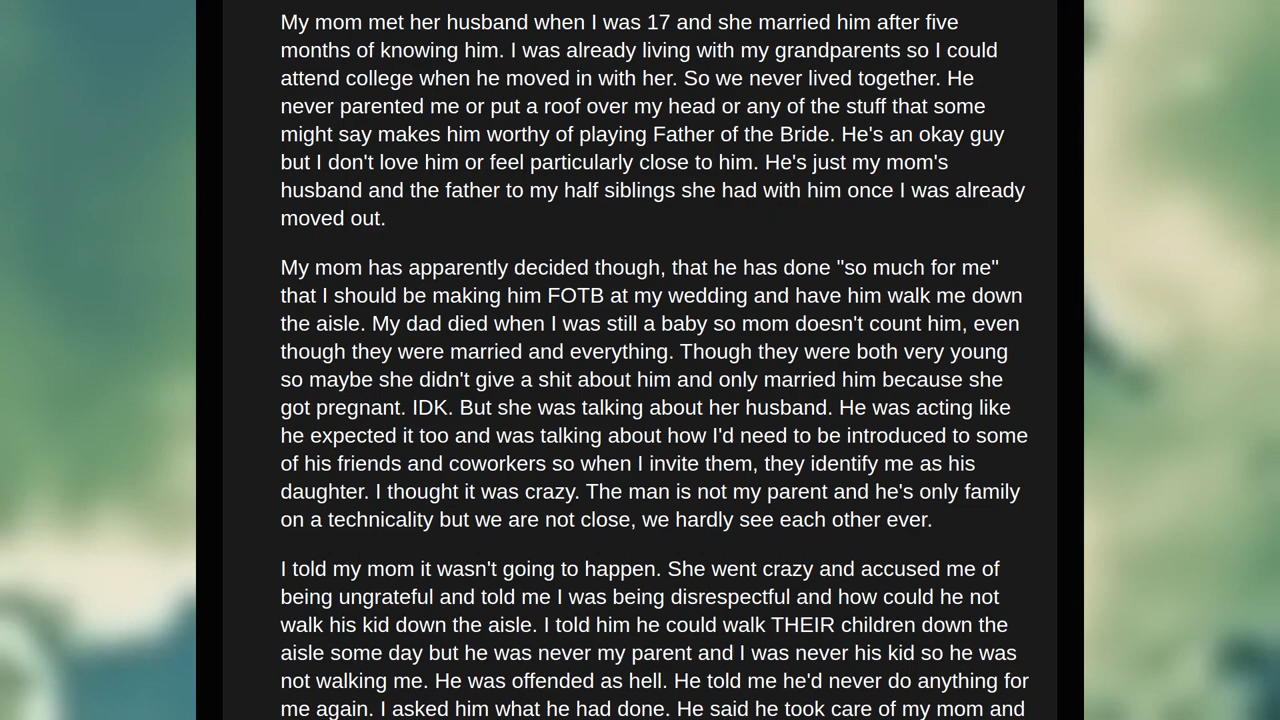 My mom met her husband when I was 17 and she married him after five
months of knowing him. I was already living with my grandparents so I could
attend college when he moved in with her. So we never lived together. He
never parented me or put a roof over my head or any of the stuff that some
might say makes him worthy of playing Father of the Bride. He's an okay guy
but I don't love him or feel particularly close to him. He's just my mom's
husband and the father to my half siblings she had with him once I was already
moved out.
My mom has apparently decided though, that he has done "so much for me"
that I should be making him FOTB at my wedding and have him walk me down
the aisle. My dad died when I was still a baby so mom doesn't count him, even
though they were married and everything. Though they were both very young
so maybe she didn't give a shit about him and only married him because she
got pregnant. IDK. But she was talking about her husband. He was acting like
he expected it too and was talking about how I'd need to be introduced to some
of his friends and coworkers so when I invite them, they identify me as his
daughter. I thought it was crazy. The man is not my parent and he's only family
on a technicality but we are not close, we hardly see each other ever.
I told my mom it wasn't going to happen. She went crazy and accused me of
being ungrateful and told me I was being disrespectful and how could he not
walk his kid down the aisle. I told him he could walk THEIR children down the
aisle some day but he was never my parent and I was never his kid so he was
not walking me. He was offended as hell. He told me he'd never do anything for
me again. I asked him what he had done. He said he took care of my mom and